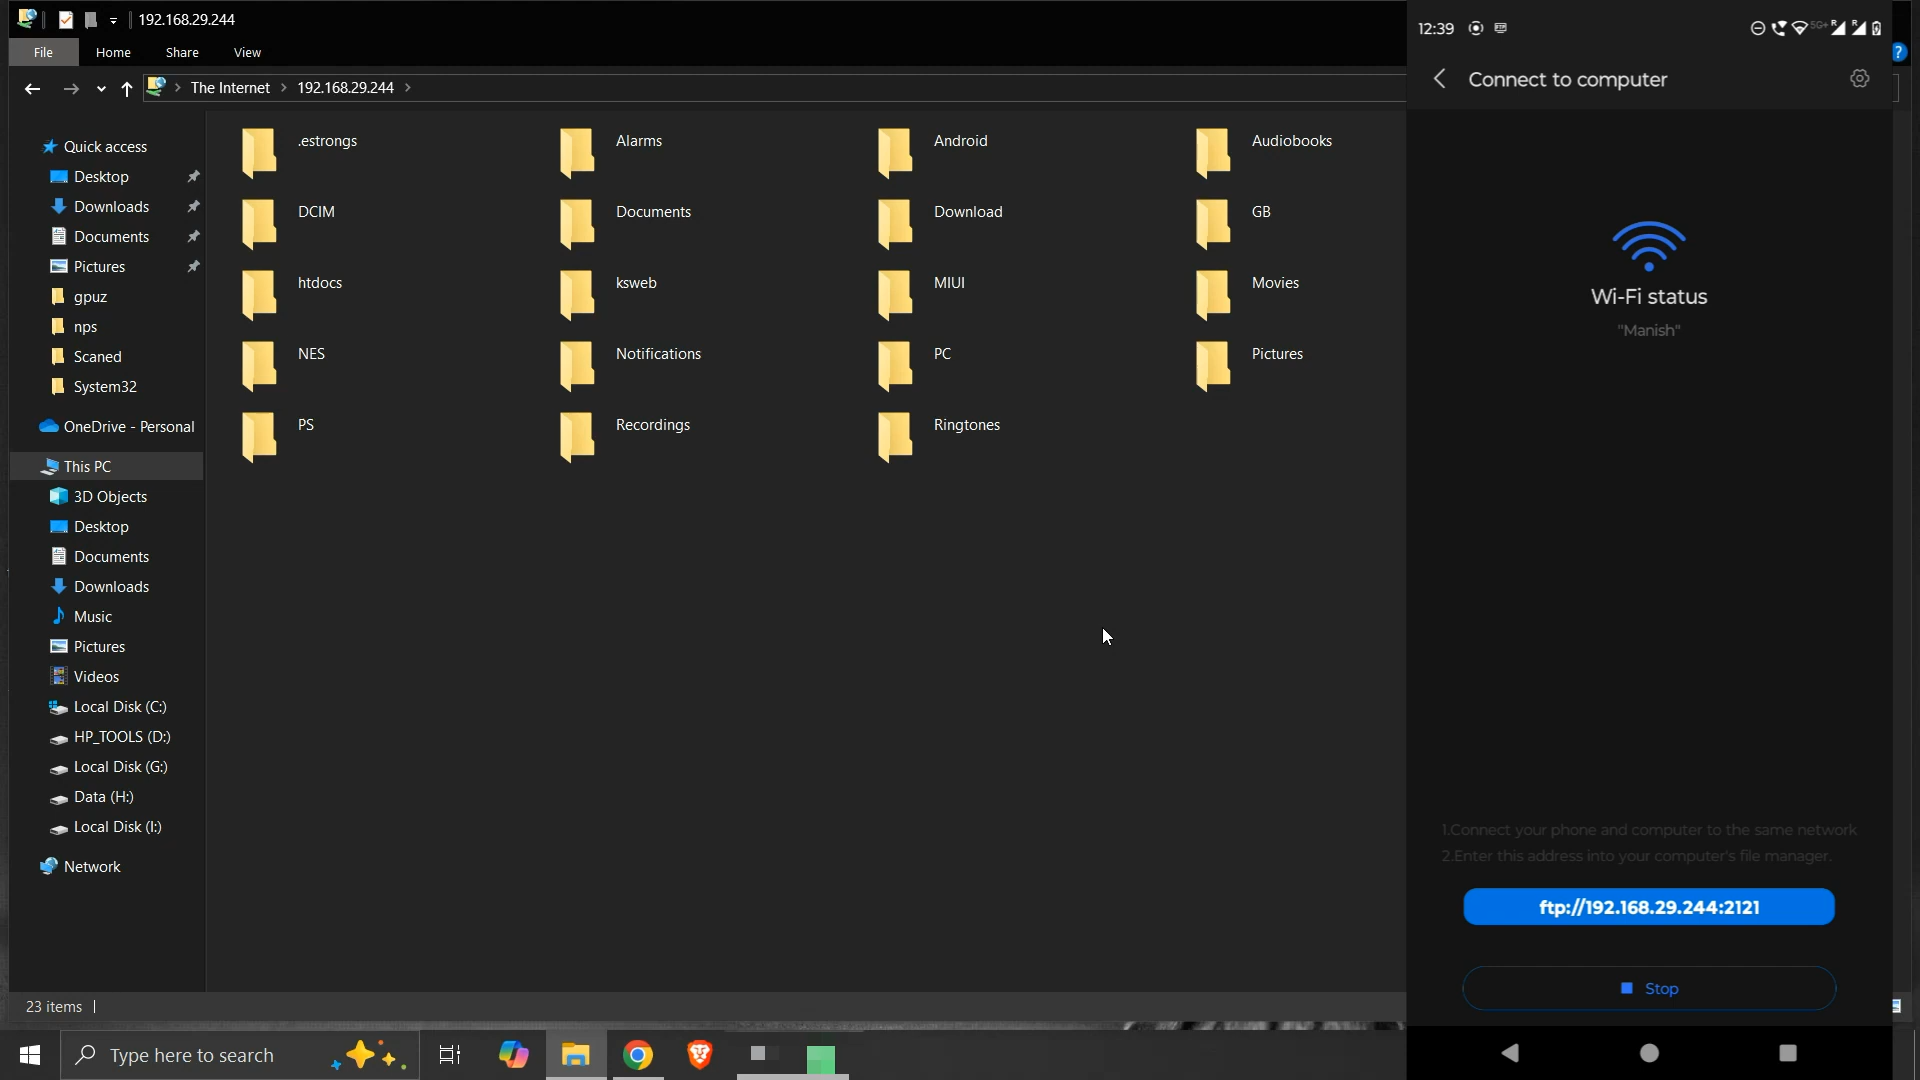 192.168.29.244
File Home Share View
The Internet 192.168.29.244
Quick access
Desktop
Downloads
Documents
Pictures
gpuz
nps
Scaned
System32
OneDrive - Personal
This PC
3D Objects
Desktop
Documents
Downloads
Music
Pictures
Videos
Local Disk (C:)
HP_TOOLS (D:)
Local Disk (G:)
Data (H:)
Local Disk (I:)
Network
.estrongs Alarms Android Audiobooks
DCIM Documents Download GB
htdocs ksweb MIUI Movies
NES Notifications PC Pictures
PS Recordings Ringtones
23 items
Type here to search
12:39 5G+ R R
Connect to computer
Wi-Fi status
"Manish"
1.Connect your phone and computer to the same network
2.Enter this address into your computer's file manager.
ftp://192.168.29.244:2121
Stop